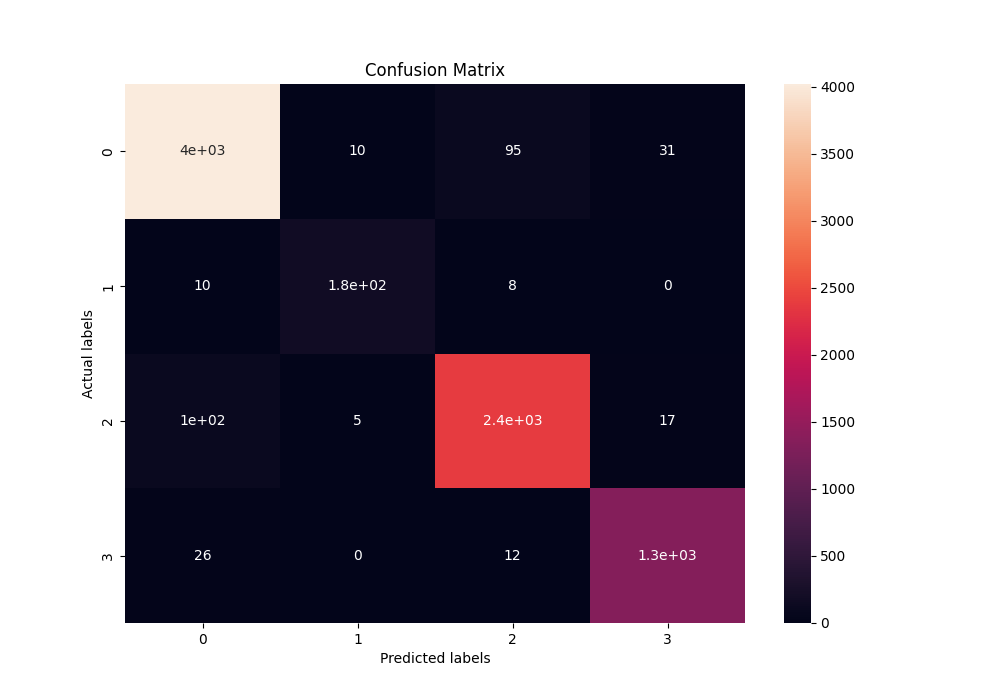 Confusion Matrix
0 4e+03 10 95 31
1 10 1.8e+02 8 0
2 1e+02 5 2.4e+03 17
3 26 0 12 1.3e+03
0 1 2 3
Predicted labels
Actual labels
4000
3500
3000
2500
2000
1500
1000
500
0